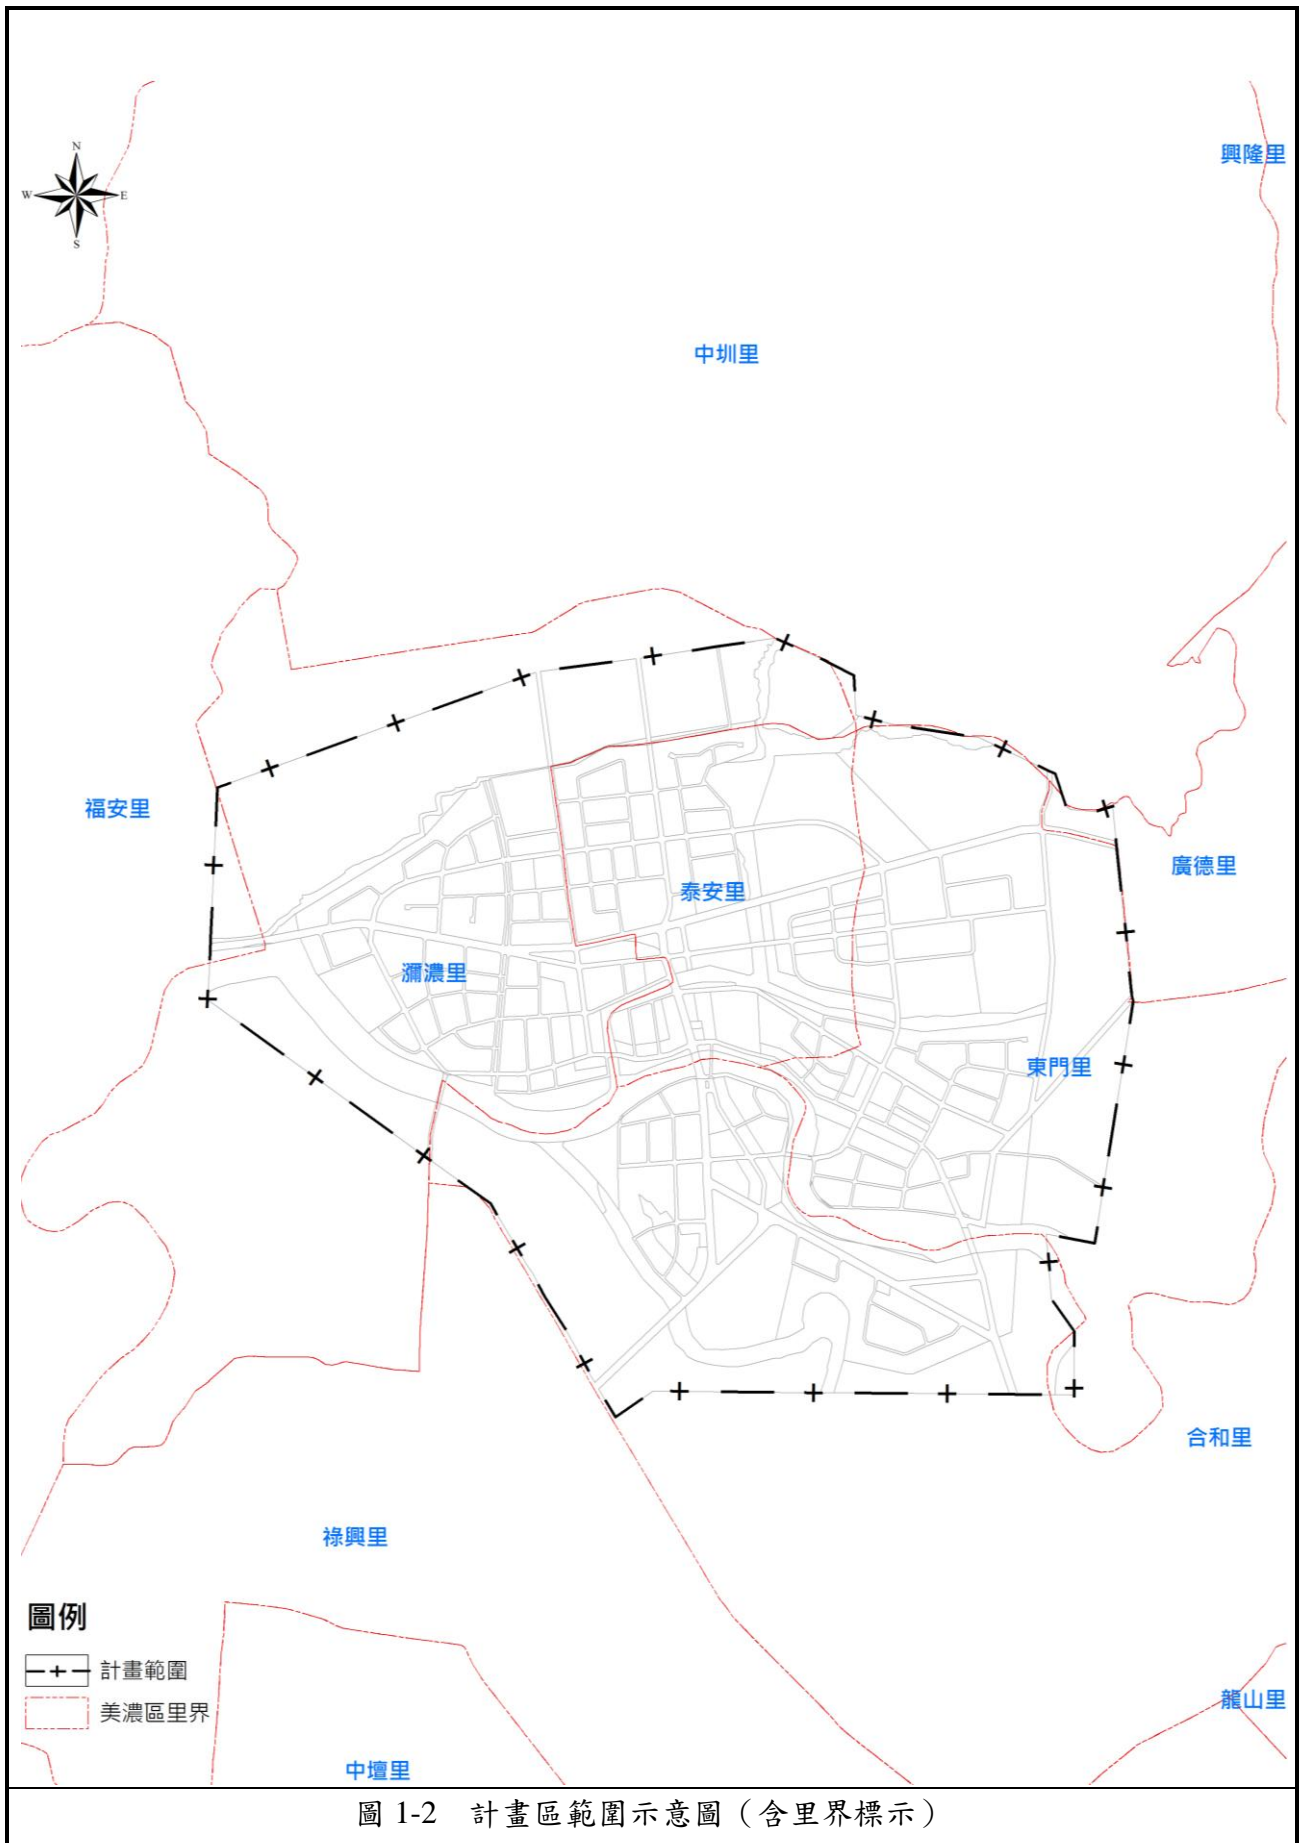 興隆里
N
W
E
S
中圳里
福安里
廣德里
泰安里
瀰濃里
東門里
合和里
祿興里
圖例
計畫範圍
美濃區里界
龍山里
中壇里
圖 1-2 計畫區範圍示意圖（含里界標示）